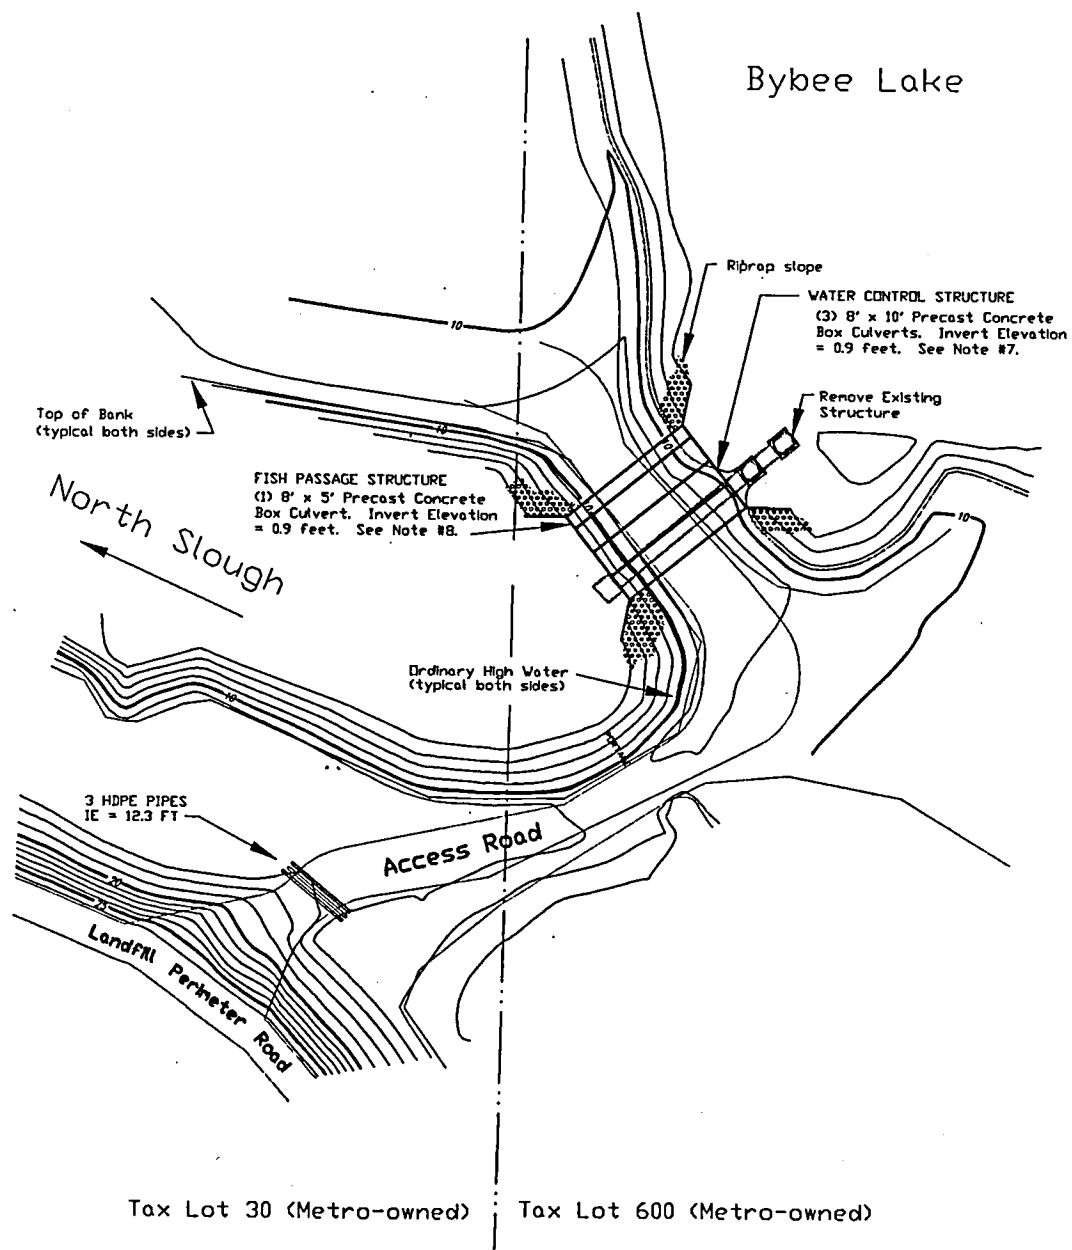 Bybee Lake
Riprap slope
WATER CONTROL STRUCTURE
(3) 8' x 10' Precast Concrete
Box Culverts. Invert Elevation
= 0.9 feet. See Note #7.
10
Remove Existing
Structure
Top of Bank
(typical both sides)
10
FISH PASSAGE STRUCTURE
(1) 8' x 5' Precast Concrete
Box Culvert. Invert Elevation
= 0.9 feet. See Note #8.
10
North Slough
Ordinary High Water
(typical both sides)
10
3 HDPE PIPES
IE = 12.3 FT
Access Road
20
25
Landfill Perimeter Road
Tax Lot 30 (Metro-owned)
Tax Lot 600 (Metro-owned)